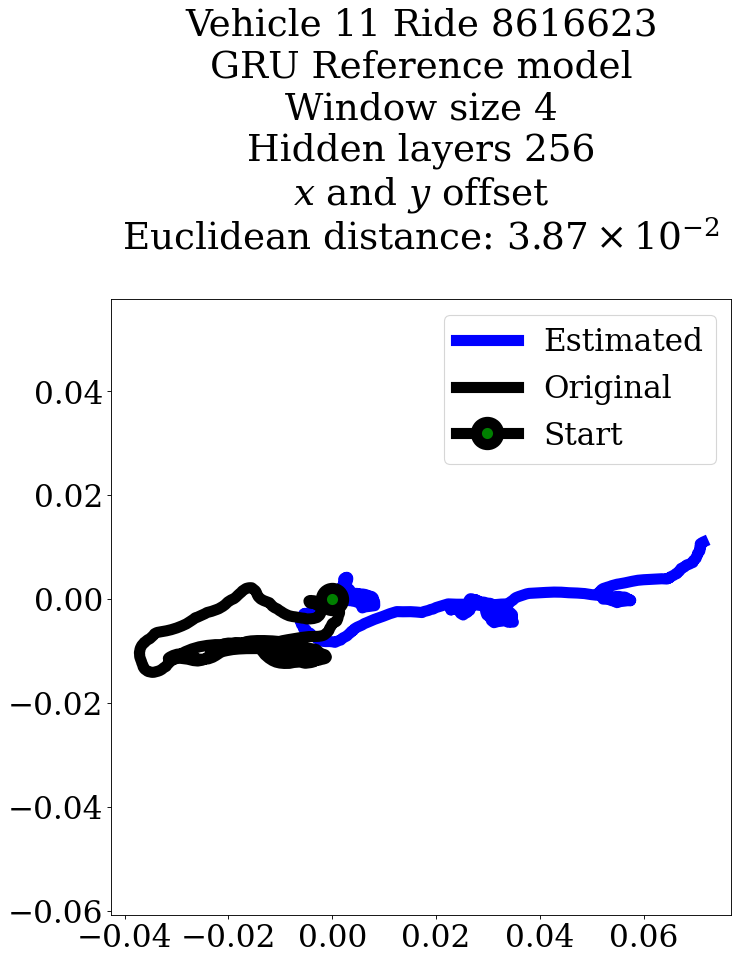 Vehicle 11 Ride 8616623
GRU Reference model
Window size 4
Hidden layers 256
x and y offset
Euclidean distance: 3.87 × 10⁻²
Estimated
Original
Start
0.04
0.02
0.00
−0.02
−0.04
−0.06
−0.04 −0.02 0.00 0.02 0.04 0.06